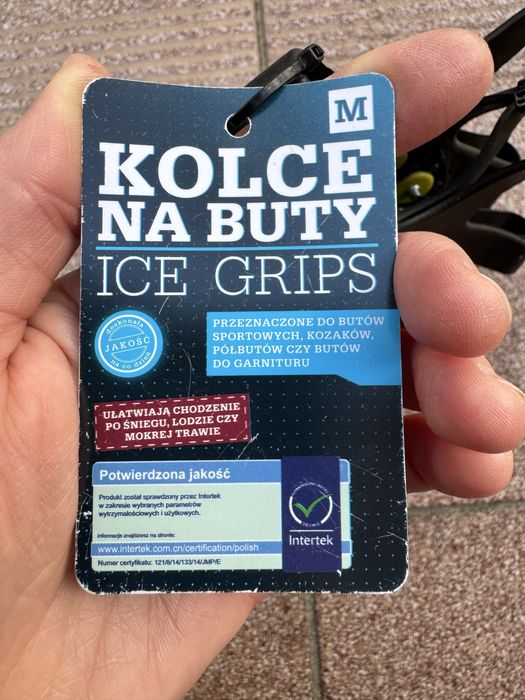 M
KOLCE
NA BUTY
ICE GRIPS
doskonała
JAKOŚĆ
na co dzień
PRZEZNACZONE DO BUTÓW
SPORTOWYCH, KOZAKÓW,
PÓŁBUTÓW CZY BUTÓW
DO GARNITURU
UŁATWIAJĄ CHODZENIE
PO ŚNIEGU, LODZIE CZY
MOKREJ TRAWIE
Potwierdzona jakość
Produkt został sprawdzony przez Intertek
w zakresie wybranych parametrów
wytrzymałościowych i użytkowych.
informacje znajdziesz na stronie:
www.intertek.com.cn/certification/polish
Numer certyfikatu: 121/8/14/133/14/JMP/E
Intertek